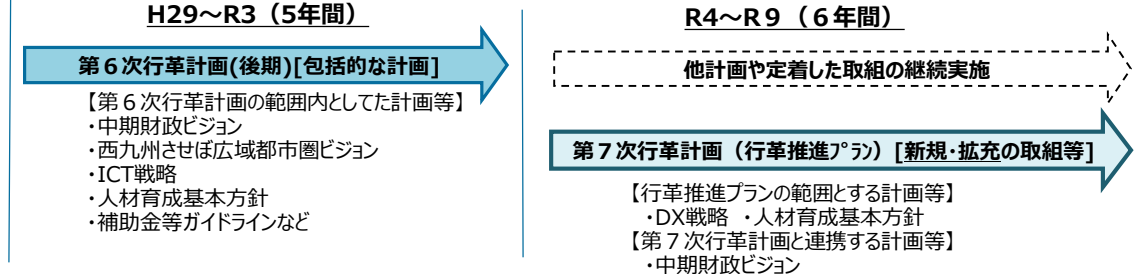 H29～R3（5年間）
第６次行革計画(後期)[包括的な計画]
【第６次行革計画の範囲内としてた計画等】
・中期財政ビジョン
・西九州させぼ広域都市圏ビジョン
・ICT戦略
・人材育成基本方針
・補助金等ガイドラインなど
R4～R９（６年間）
他計画や定着した取組の継続実施
第７次行革計画（行革推進ﾌﾟﾗﾝ）[新規・拡充の取組等]
【行革推進プランの範囲とする計画等】
・DX戦略 ・人材育成基本方針
【第７次行革計画と連携する計画等】
・中期財政ビジョン